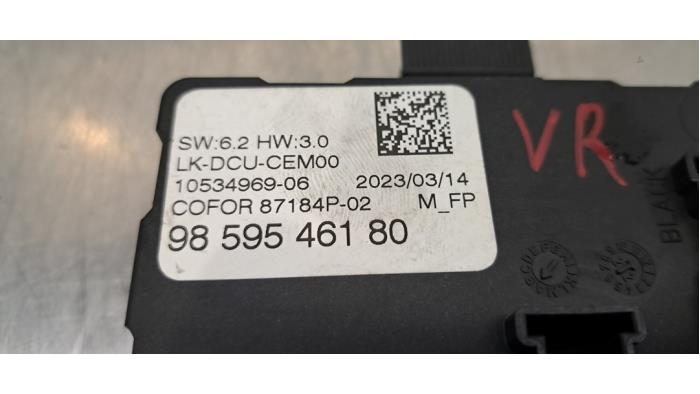 SW:6.2 HW:3.0
LK-DCU-CEM00
10534969-06 2023/03/14
COFOR 87184P-02 M_FP
98 595 461 80
VR
BLACK